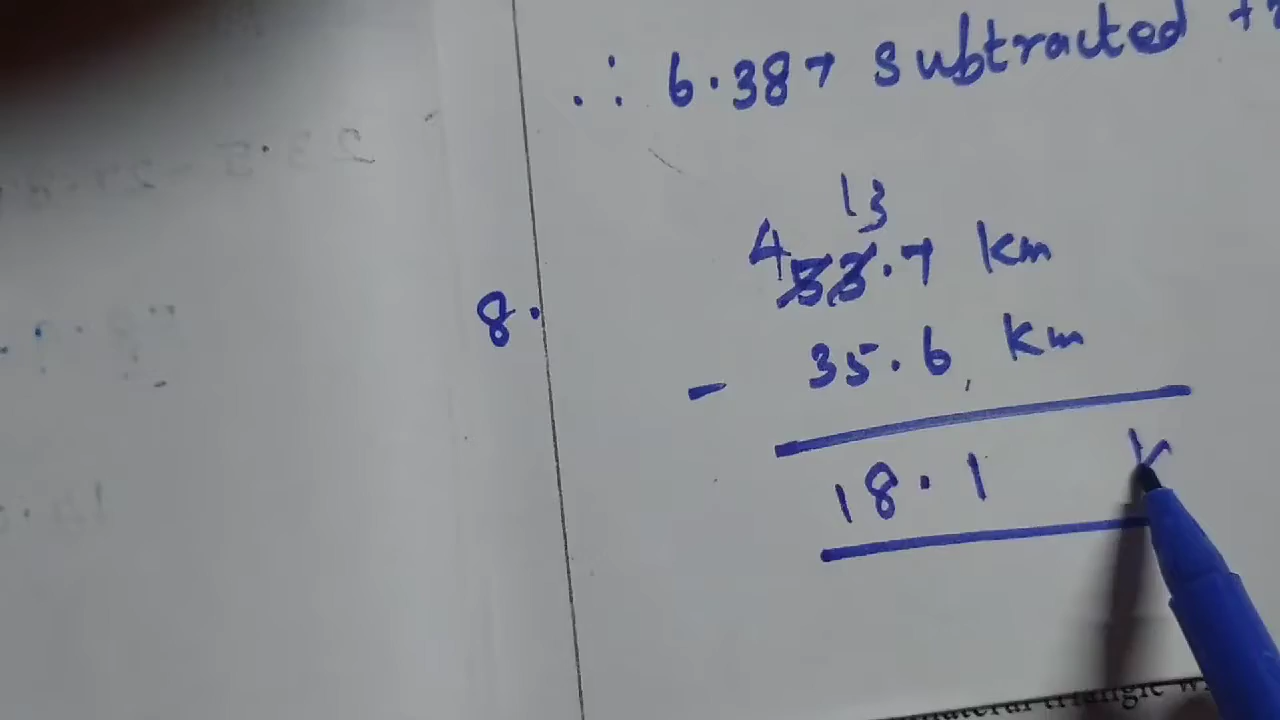 ∴ 6.387 subtracted
13
4 53.7 km
8.
- 35.6 km
18.1 k